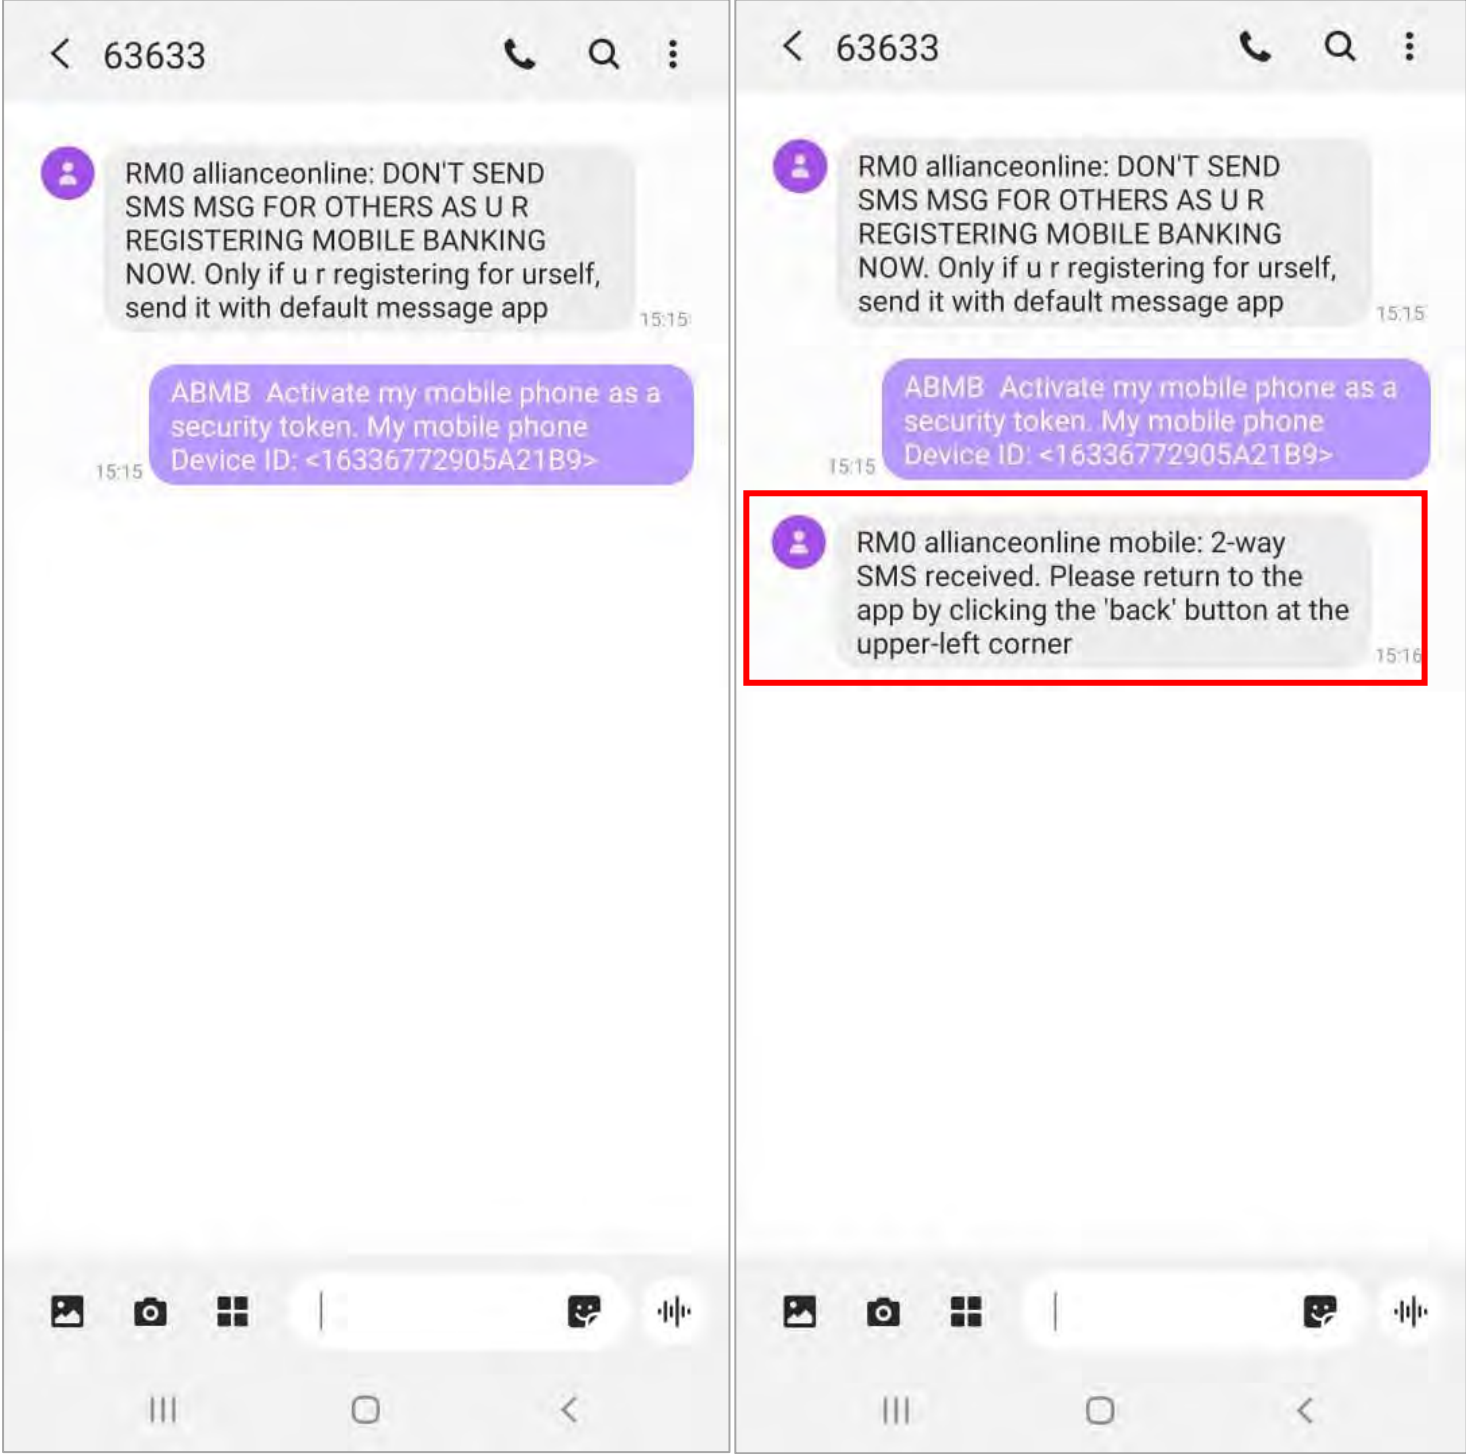 63633
RM0 allianceonline: DON'T SEND
SMS MSG FOR OTHERS AS U R
REGISTERING MOBILE BANKING
NOW. Only if u r registering for urself,
send it with default message app
15:15
ABMB  Activate my mobile phone as a
security token. My mobile phone
Device ID: <16336772905A21B9>
15:15
63633
RM0 allianceonline: DON'T SEND
SMS MSG FOR OTHERS AS U R
REGISTERING MOBILE BANKING
NOW. Only if u r registering for urself,
send it with default message app
15:15
ABMB  Activate my mobile phone as a
security token. My mobile phone
Device ID: <16336772905A21B9>
15:15
RM0 allianceonline mobile: 2-way
SMS received. Please return to the
app by clicking the 'back' button at the
upper-left corner
15:16